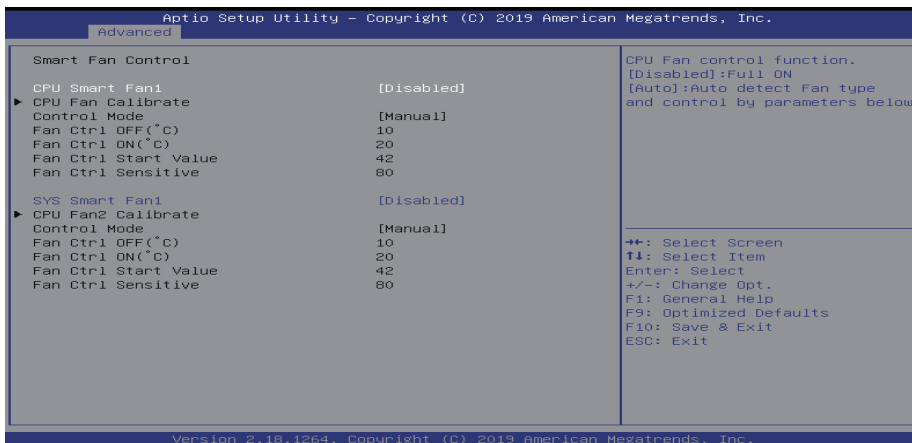 Aptio Setup Utility – Copyright (C) 2019 American Megatrends, Inc.
Advanced
Smart Fan Control
CPU Smart Fan1 [Disabled]
► CPU Fan Calibrate
Control Mode [Manual]
Fan Ctrl OFF(°C) 10
Fan Ctrl ON(°C) 20
Fan Ctrl Start Value 42
Fan Ctrl Sensitive 80
SYS Smart Fan1 [Disabled]
► CPU Fan2 Calibrate
Control Mode [Manual]
Fan Ctrl OFF(°C) 10
Fan Ctrl ON(°C) 20
Fan Ctrl Start Value 42
Fan Ctrl Sensitive 80
CPU Fan control function.
[Disabled]:Full ON
[Auto]:Auto detect Fan type
and control by parameters below
→←: Select Screen
↑↓: Select Item
Enter: Select
+/-: Change Opt.
F1: General Help
F9: Optimized Defaults
F10: Save & Exit
ESC: Exit
Version 2.18.1264. Copyright (C) 2019 American Megatrends, Inc.